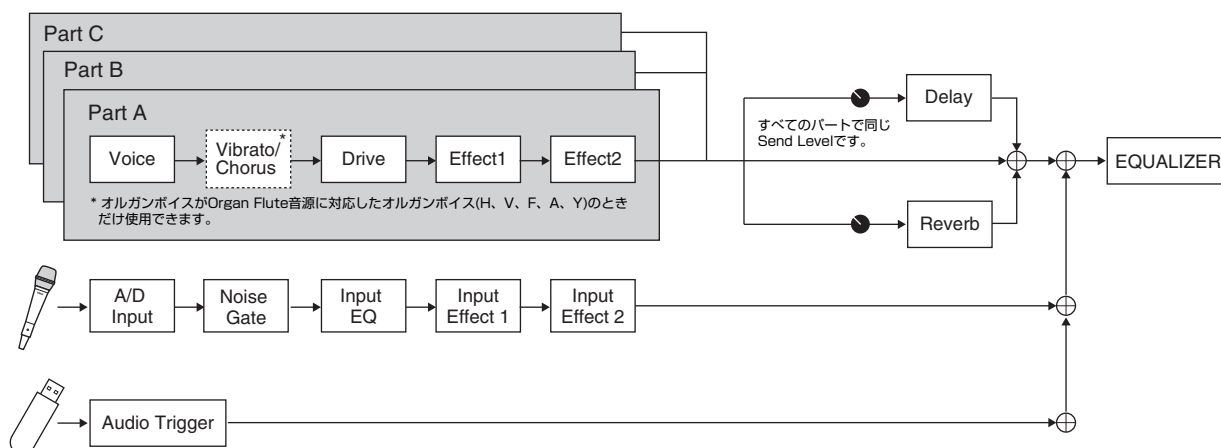 Part C
Part B
Part A
Voice
Vibrato/
Chorus
*
Drive
Effect1
Effect2
* オルガンボイスがOrgan Flute音源に対応したオルガンボイス(H、V、F、A、Y)のとき
だけ使用できます。
すべてのパートで同じ
Send Levelです。
Delay
Reverb
EQUALIZER
A/D
Input
Noise
Gate
Input
EQ
Input
Effect 1
Input
Effect 2
Audio Trigger